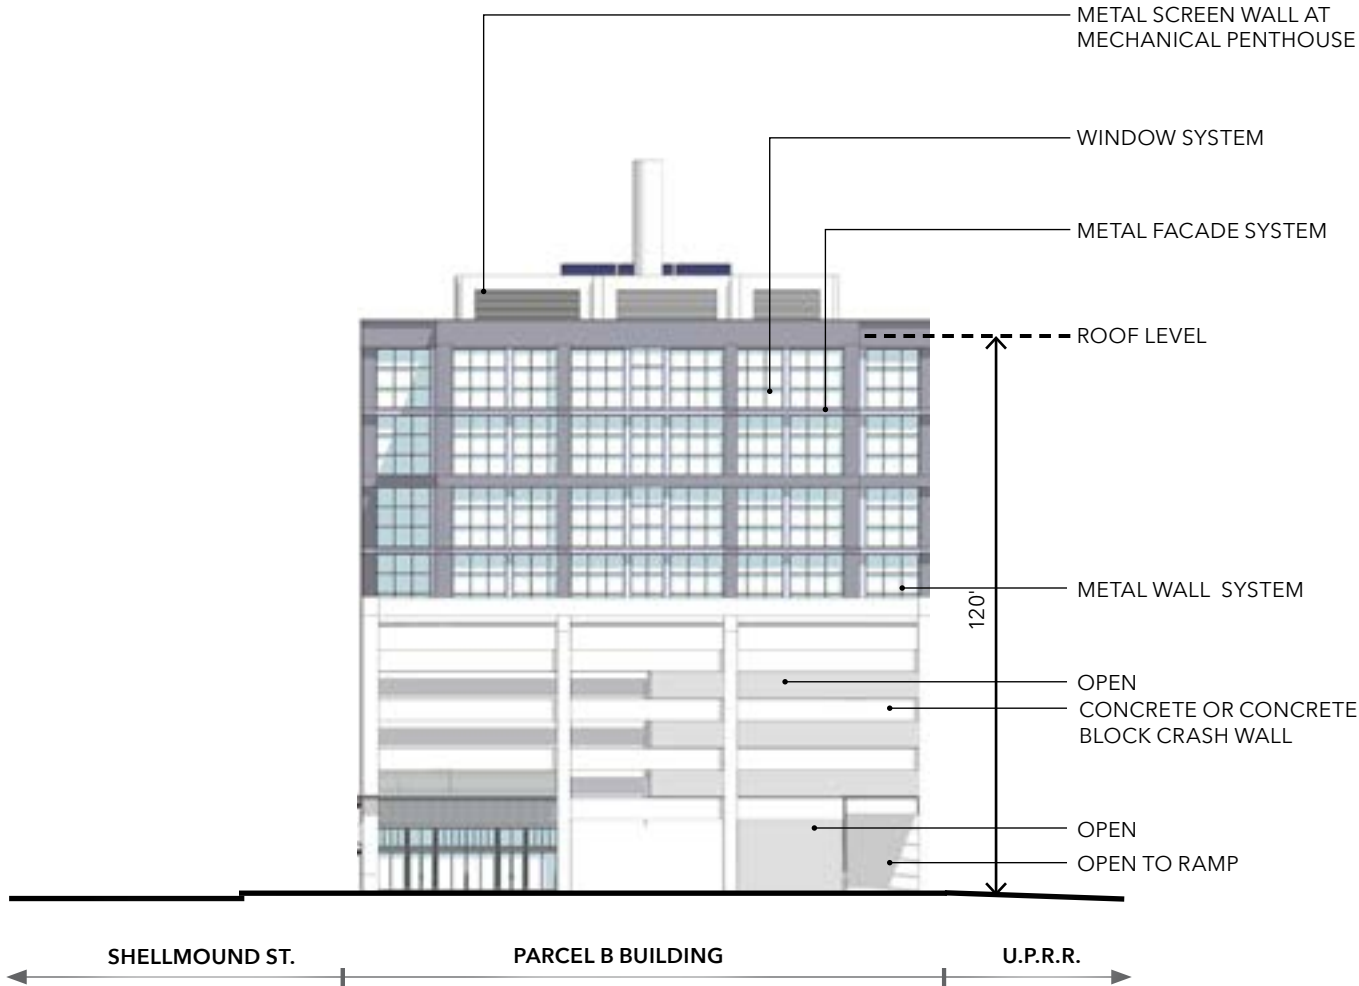 METAL SCREEN WALL AT
MECHANICAL PENTHOUSE
WINDOW SYSTEM
METAL FACADE SYSTEM
ROOF LEVEL
METAL WALL SYSTEM
120'
OPEN
CONCRETE OR CONCRETE
BLOCK CRASH WALL
OPEN
OPEN TO RAMP
SHELLMOUND ST.
PARCEL B BUILDING
U.P.R.R.